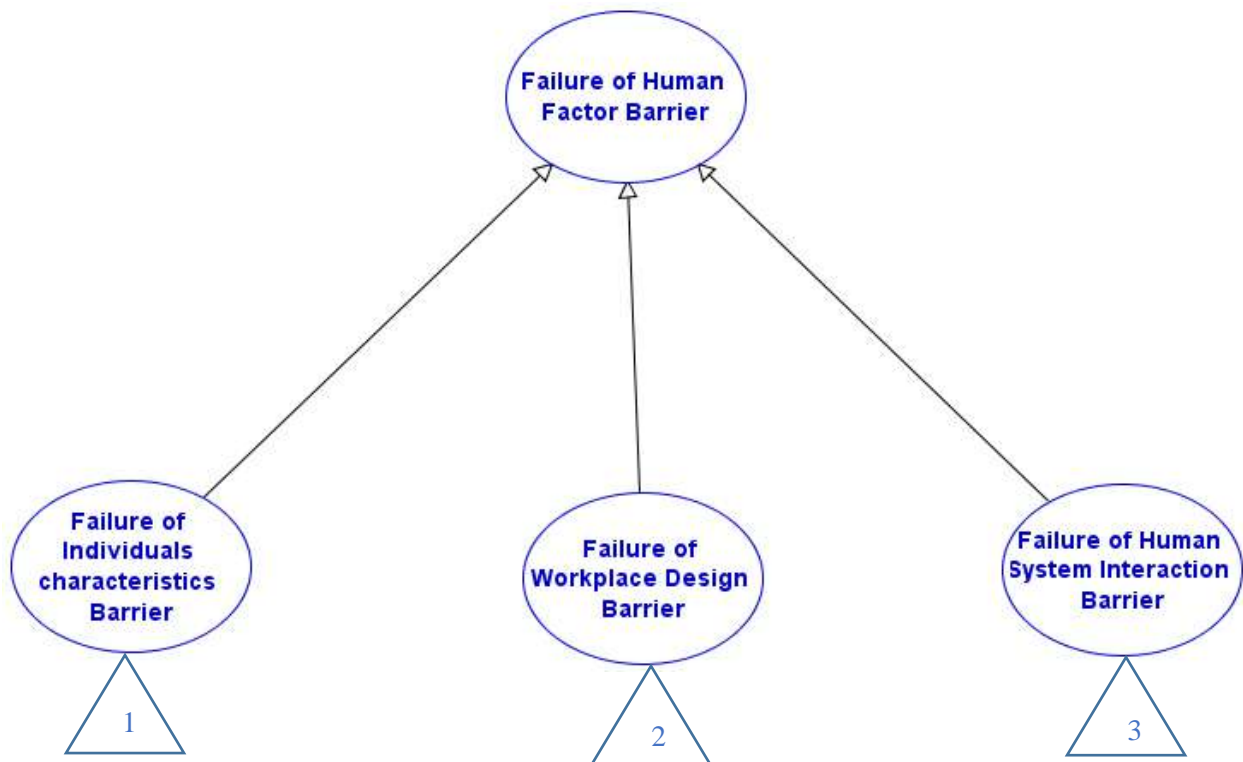 Failure of Human
Factor Barrier
Failure of
Individuals
characteristics
Barrier
Failure of
Workplace Design
Barrier
Failure of Human
System Interaction
Barrier
1
2
3